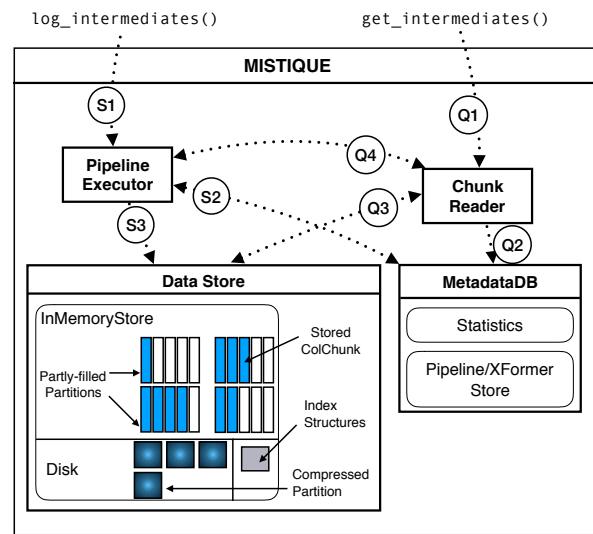 log_intermediates()
get_intermediates()
MISTIQUE
S1
Q1
Pipeline
Executor
Q4
Chunk
Reader
S2
Q3
S3
Q2
Data Store
MetadataDB
InMemoryStore
Statistics
Stored
ColChunk
Partly-filled
Partitions
Pipeline/XFormer
Store
Index
Structures
Disk
Compressed
Partition